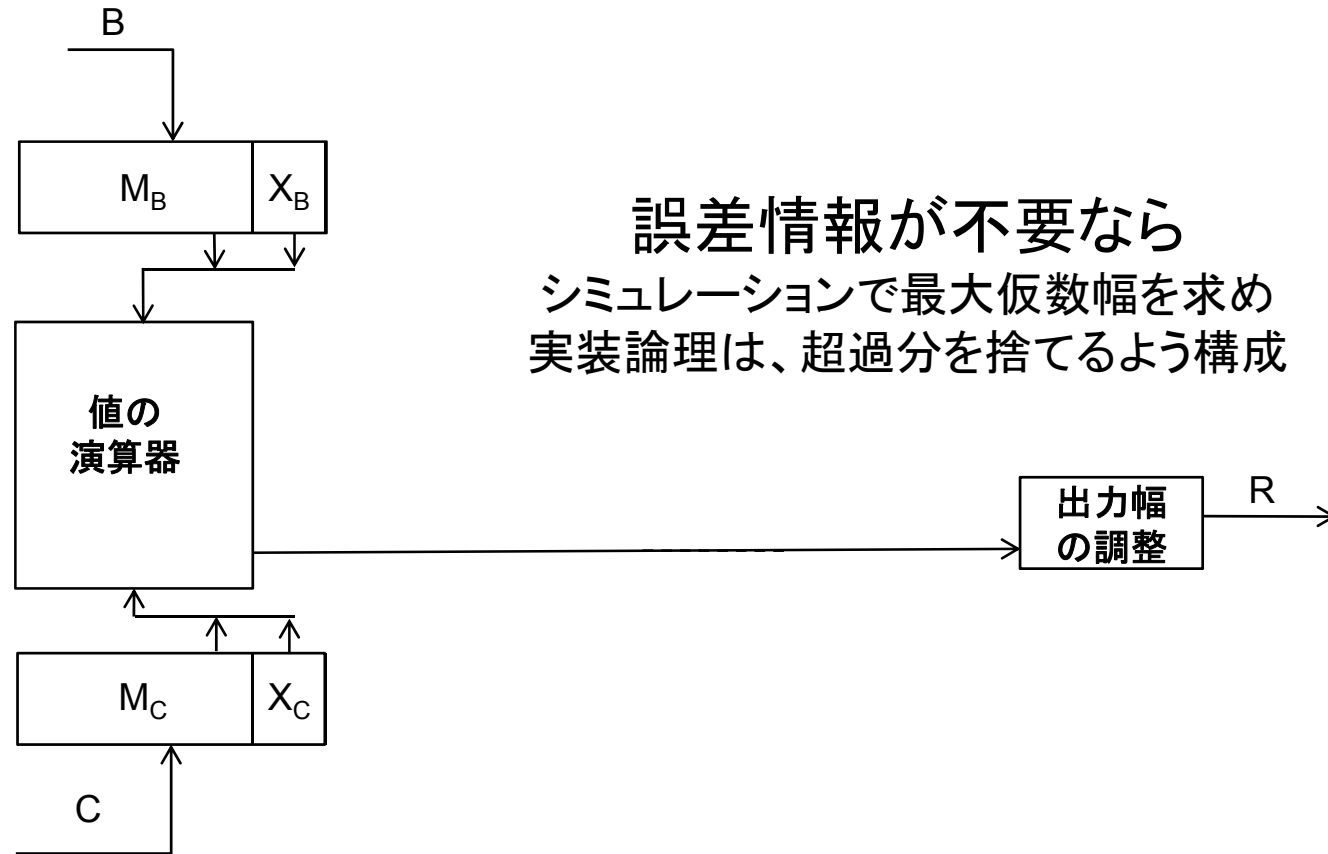 B
M_B
X_B
誤差情報が不要なら
シミュレーションで最大仮数幅を求め
実装論理は、超過分を捨てるよう構成
値の
演算器
出力幅
の調整
R
M_C
X_C
C